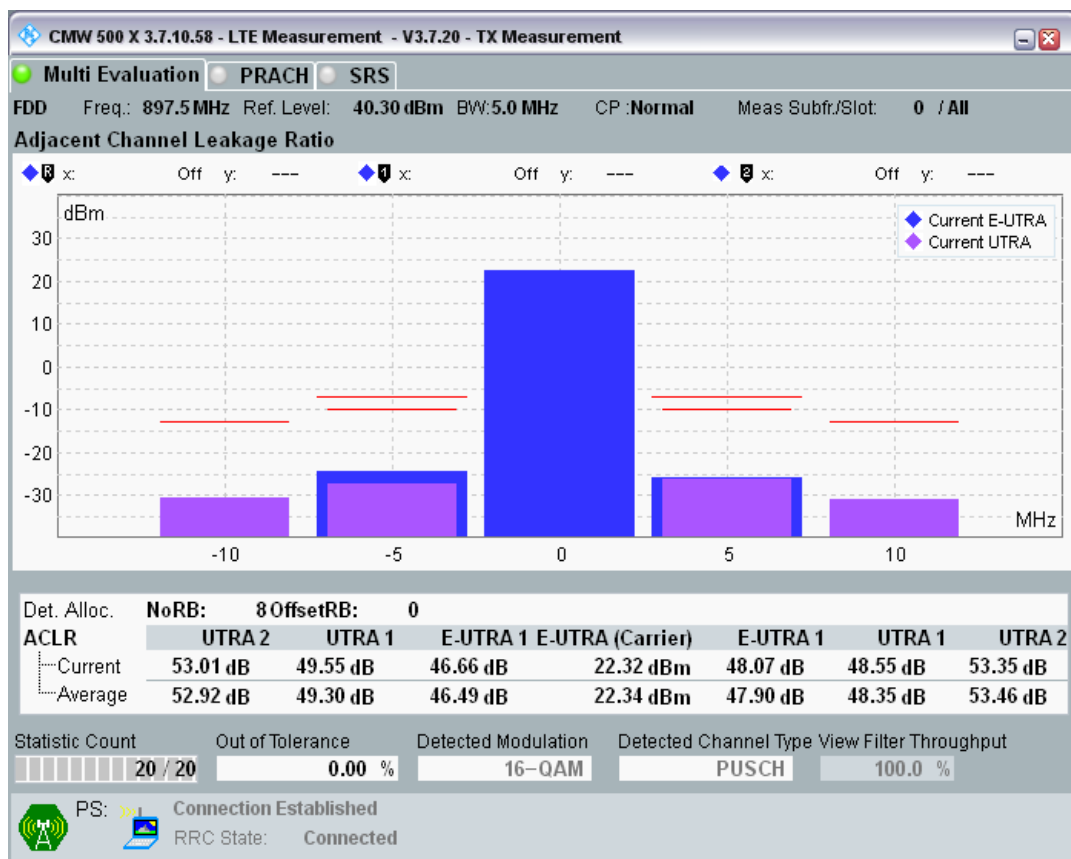 CMW 500 X 3.7.10.58 - LTE Measurement - V3.7.20 - TX Measurement
Multi Evaluation PRACH SRS
FDD Freq.: 897.5 MHz Ref. Level: 40.30 dBm BW:5.0 MHz CP :Normal Meas Subfr./Slot: 0 / All
Adjacent Channel Leakage Ratio
R x: Off y: --- 1 x: Off y: --- 2 x: Off y: ---
dBm
Current E-UTRA
Current UTRA
30
20
10
0
-10
-20
-30
MHz
-10 -5 0 5 10
Det. Alloc. NoRB: 8 OffsetRB: 0
ACLR UTRA 2 UTRA 1 E-UTRA 1 E-UTRA (Carrier) E-UTRA 1 UTRA 1 UTRA 2
Current 53.01 dB 49.55 dB 46.66 dB 22.32 dBm 48.07 dB 48.55 dB 53.35 dB
Average 52.92 dB 49.30 dB 46.49 dB 22.34 dBm 47.90 dB 48.35 dB 53.46 dB
Statistic Count Out of Tolerance Detected Modulation Detected Channel Type View Filter Throughput
20 / 20 0.00 % 16-QAM PUSCH 100.0 %
PS: Connection Established
RRC State: Connected